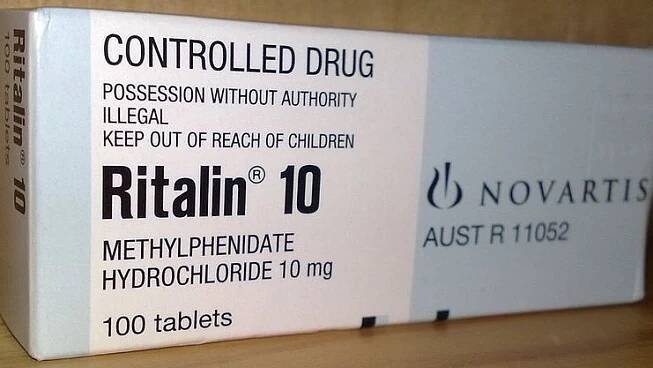 Ritalin® 10
100 tablets
CONTROLLED DRUG
POSSESSION WITHOUT AUTHORITY
ILLEGAL
KEEP OUT OF REACH OF CHILDREN
Ritalin® 10
METHYLPHENIDATE
HYDROCHLORIDE 10 mg
100 tablets
NOVARTIS
AUST R 11052